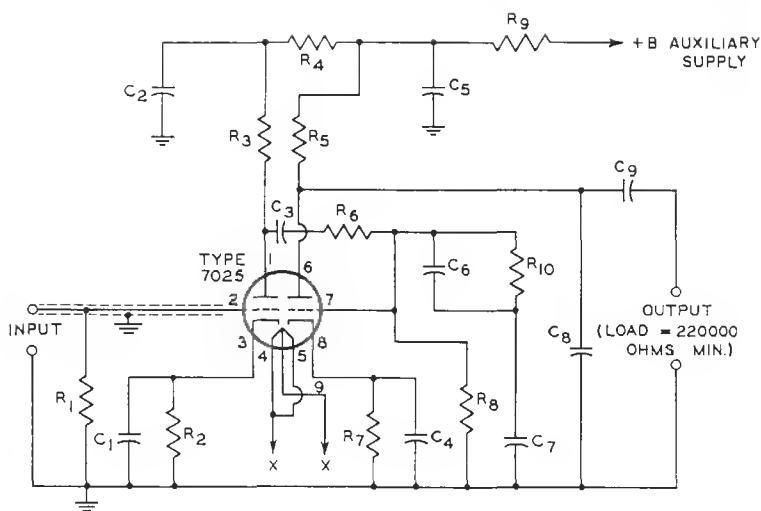 R9
+B AUXILIARY
SUPPLY
R4
C2
C5
R3
R5
C9
C3
R6
TYPE
7025
1
6
C6
R10
2
7
INPUT
OUTPUT
(LOAD = 220000
OHMS MIN.)
C8
3
4
5
8
9
R1
C1
R2
R7
C4
R8
C7
X
X